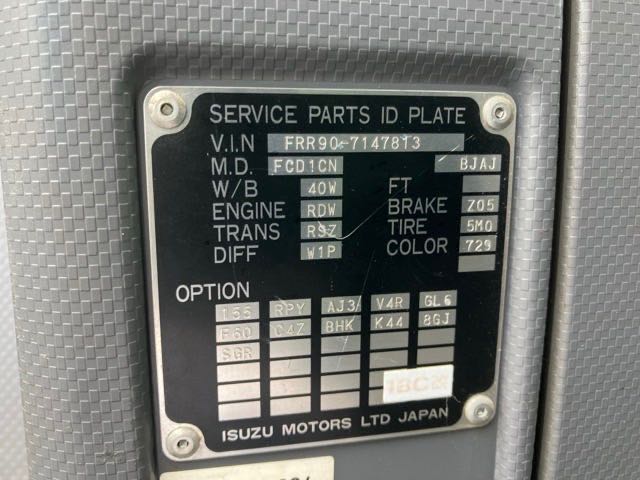 SERVICE PARTS ID PLATE
V.I.N FRR90-7147813
M.D. FCD1CN BJAJ
W/B 40W FT
ENGINE RDW BRAKE Z05
TRANS RSZ TIRE 5M0
DIFF W1P COLOR 729
OPTION
155 RPY AJ3 V4R GL6
F60 C4Z BHK K44 8GJ
SGR
ISUZU MOTORS LTD JAPAN